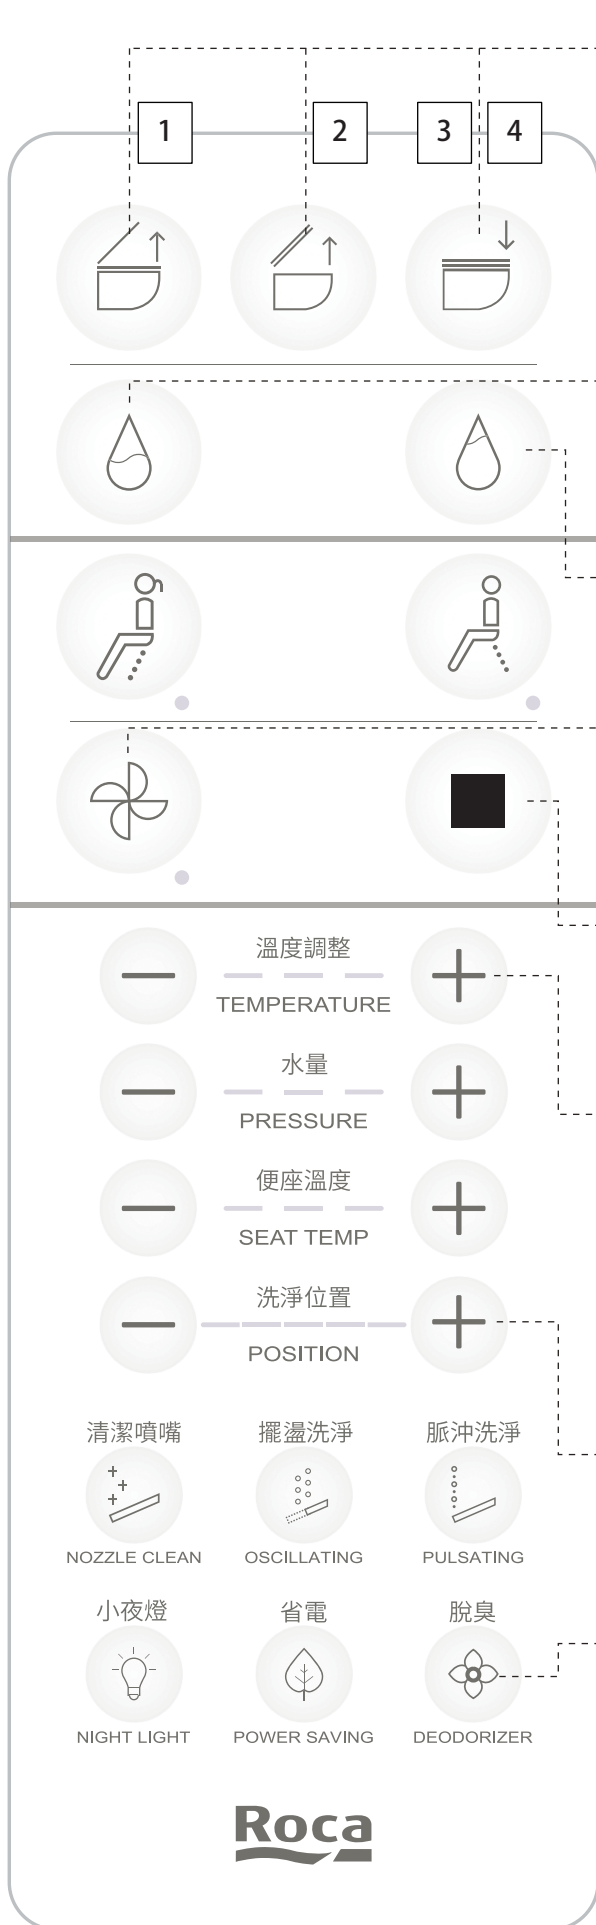 1
2
3
4
溫度調整
TEMPERATURE
水量
PRESSURE
便座溫度
SEAT TEMP
洗淨位置
POSITION
清潔噴嘴
擺盪洗淨
脈沖洗淨
NOZZLE CLEAN
OSCILLATING
PULSATING
小夜燈
省電
脫臭
NIGHT LIGHT
POWER SAVING
DEODORIZER
Roca